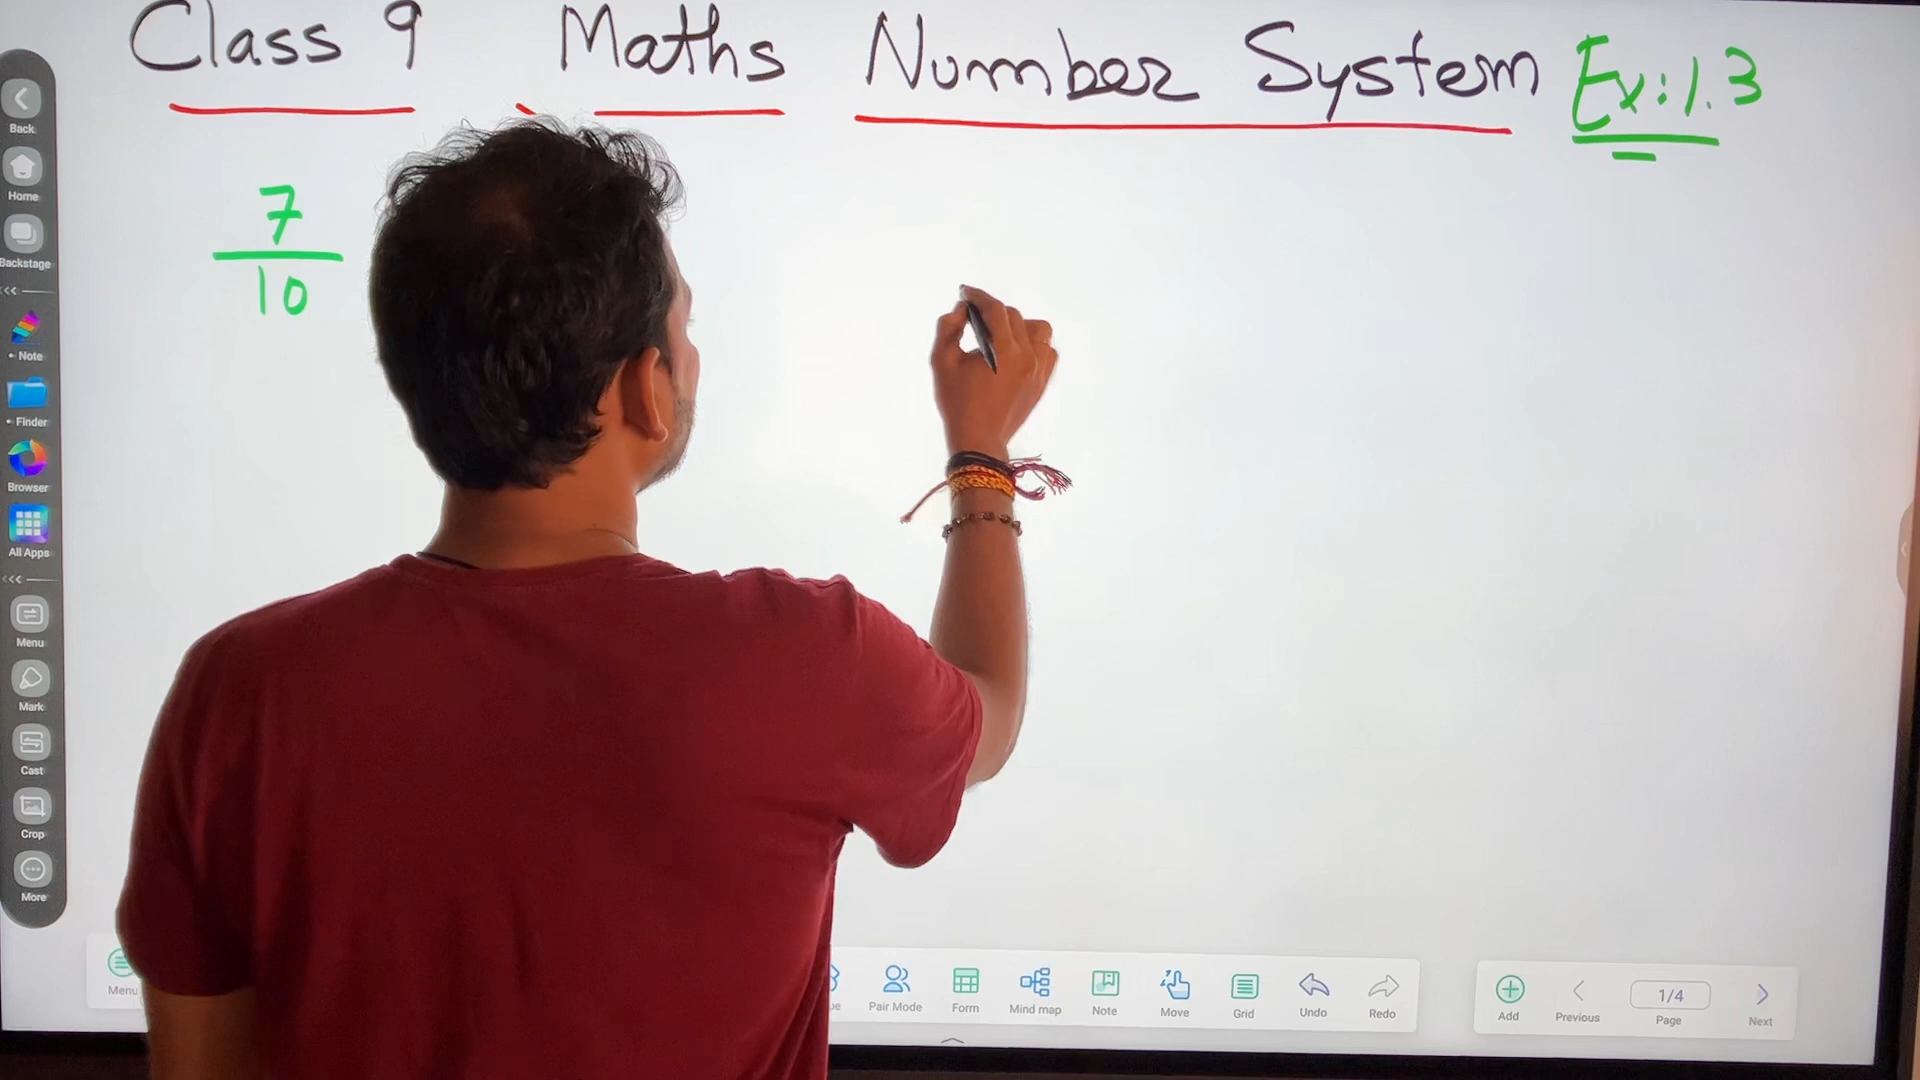 Class 9 Maths Number System Ex:1.3
7
10
Back
Home
Backstage
Note
Finder
Browser
All Apps
Menu
Mark
Cast
Crop
More
Menu
Pair Mode
Form
Mind map
Note
Move
Grid
Undo
Redo
Add
Previous
1/4
Page
Next